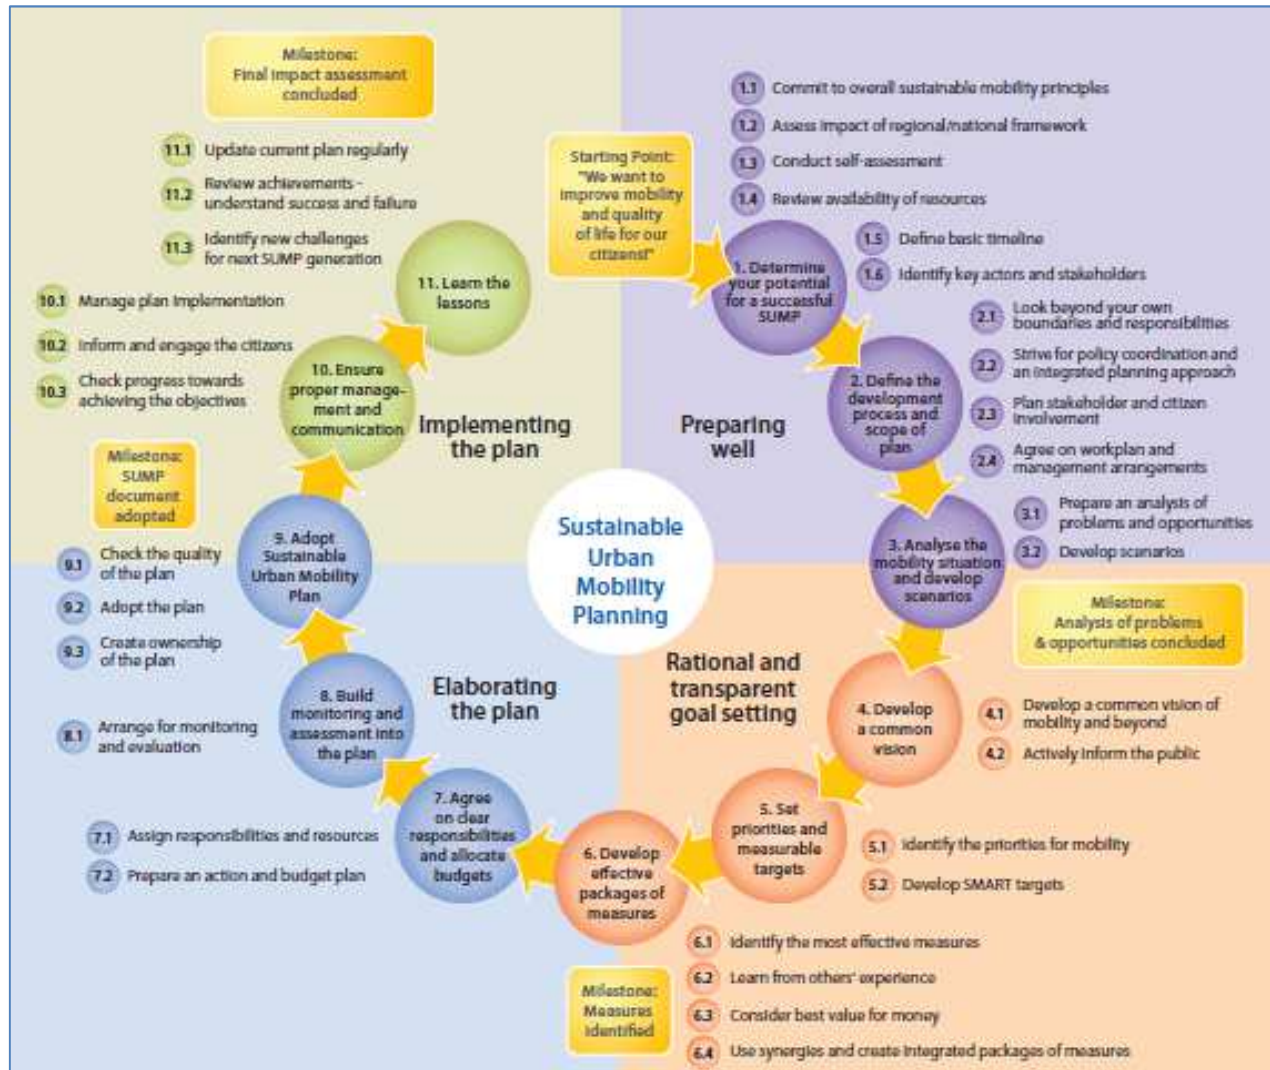 Milestone:
Final impact assessment
concluded
11.1 Update current plan regularly
11.2 Review achievements -
understand success and failure
11.3 Identify new challenges
for next SUMP generation
10.1 Manage plan implementation
10.2 Inform and engage the citizens
10.3 Check progress towards
achieving the objectives
11. Learn the
lessons
10. Ensure
proper manage-
ment and
communication
Implementing
the plan
Milestone:
SUMP
document
adopted
Starting Point:
"We want to
improve mobility
and quality
of life for our
citizens!"
1.1 Commit to overall sustainable mobility principles
1.2 Assess impact of regional/national framework
1.3 Conduct self-assessment
1.4 Review availability of resources
1.5 Define basic timeline
1.6 Identify key actors and stakeholders
1. Determine
your potential
for a successful
SUMP
2.1 Look beyond your own
boundaries and responsibilities
2.2 Strive for policy coordination and
an integrated planning approach
2.3 Plan stakeholder and citizen
involvement
2.4 Agree on workplan and
management arrangements
2. Define the
development
process and
scope of
plan
Preparing
well
3.1 Prepare an analysis of
problems and opportunities
3.2 Develop scenarios
3. Analyse the
mobility situation
and develop
scenarios
Sustainable
Urban
Mobility
Planning
Milestone:
Analysis of problems
& opportunities concluded
Rational and
transparent
goal setting
4. Develop
a common
vision
4.1 Develop a common vision of
mobility and beyond
4.2 Actively inform the public
5. Set
priorities and
measurable
targets
5.1 Identify the priorities for mobility
5.2 Develop SMART targets
6. Develop
effective
packages of
measures
6.1 Identify the most effective measures
6.2 Learn from others' experience
6.3 Consider best value for money
6.4 Use synergies and create integrated packages of measures
Milestone:
Measures
identified
Elaborating
the plan
7. Agree
on clear
responsibilities
and allocate
budgets
7.1 Assign responsibilities and resources
7.2 Prepare an action and budget plan
8. Build
monitoring and
assessment into
the plan
8.1 Arrange for monitoring
and evaluation
9. Adopt
Sustainable
Urban Mobility
Plan
9.1 Check the quality
of the plan
9.2 Adopt the plan
9.3 Create ownership
of the plan